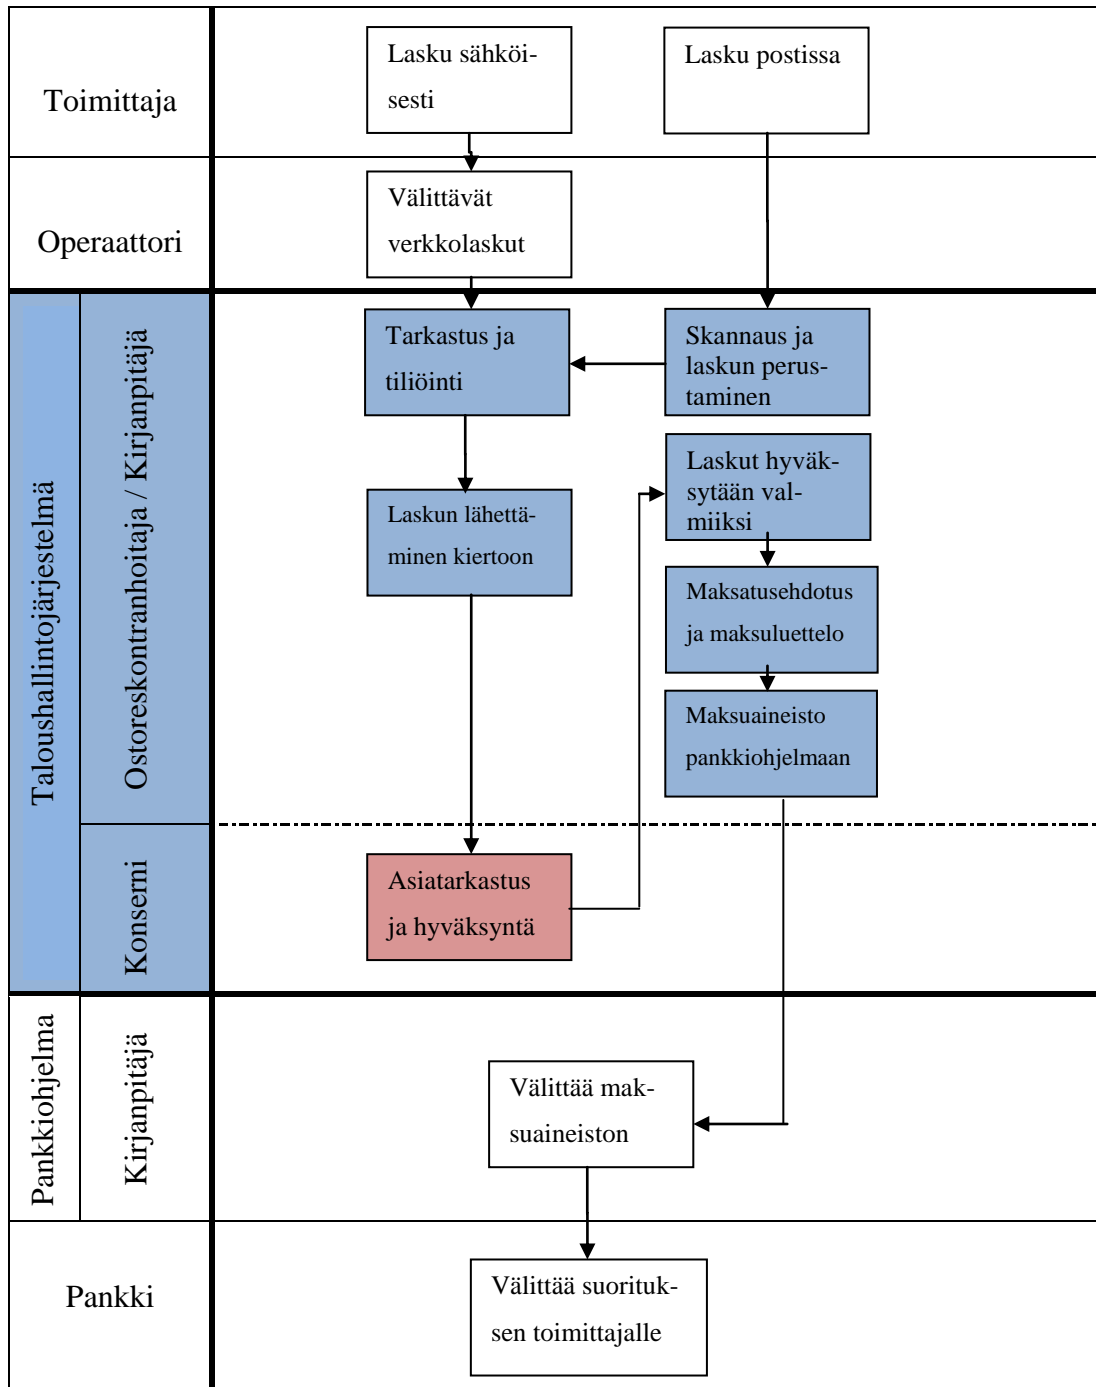 Toimittaja
Lasku sähköi-
sesti
Lasku postissa
Operaattori
Välittävät
verkkolaskut
Taloushallintojärjestelmä
Ostoreskontranhoitaja / Kirjanpitäjä
Tarkastus ja
tiliöinti
Skannaus ja
laskun perus-
taminen
Laskun lähettä-
minen kiertoon
Laskut hyväk-
sytään val-
miiksi
Maksatusehdotus
ja maksuluettelo
Maksuaineisto
pankkiohjelmaan
Konserni
Asiatarkastus
ja hyväksyntä
Pankkiohjelma
Kirjanpitäjä
Välittää mak-
suaineiston
Pankki
Välittää suorituk-
sen toimittajalle